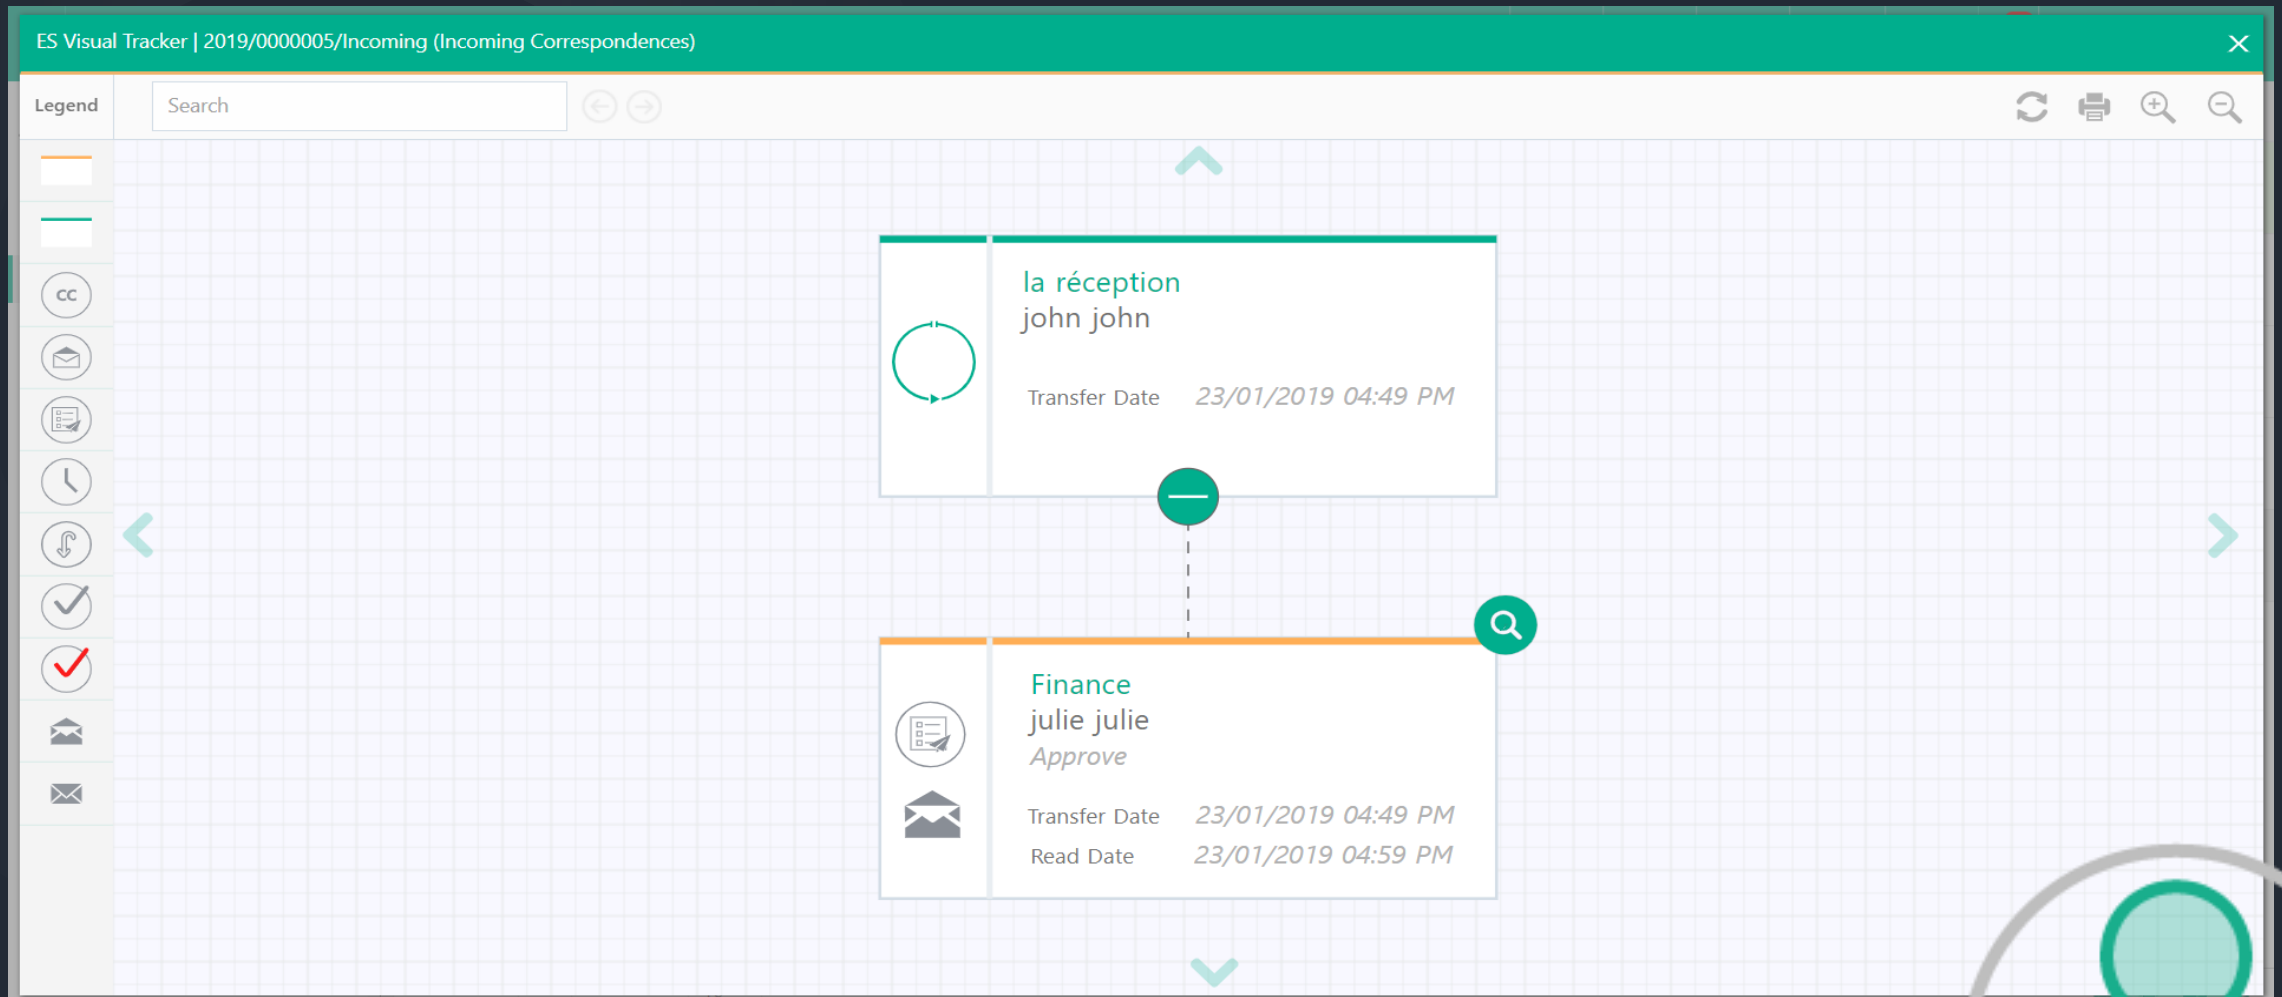 ES Visual Tracker | 2019/0000005/Incoming (Incoming Correspondences)
Legend
Search
CC
la réception
john john
Transfer Date 23/01/2019 04:49 PM
Finance
julie julie
Approve
Transfer Date 23/01/2019 04:49 PM
Read Date 23/01/2019 04:59 PM